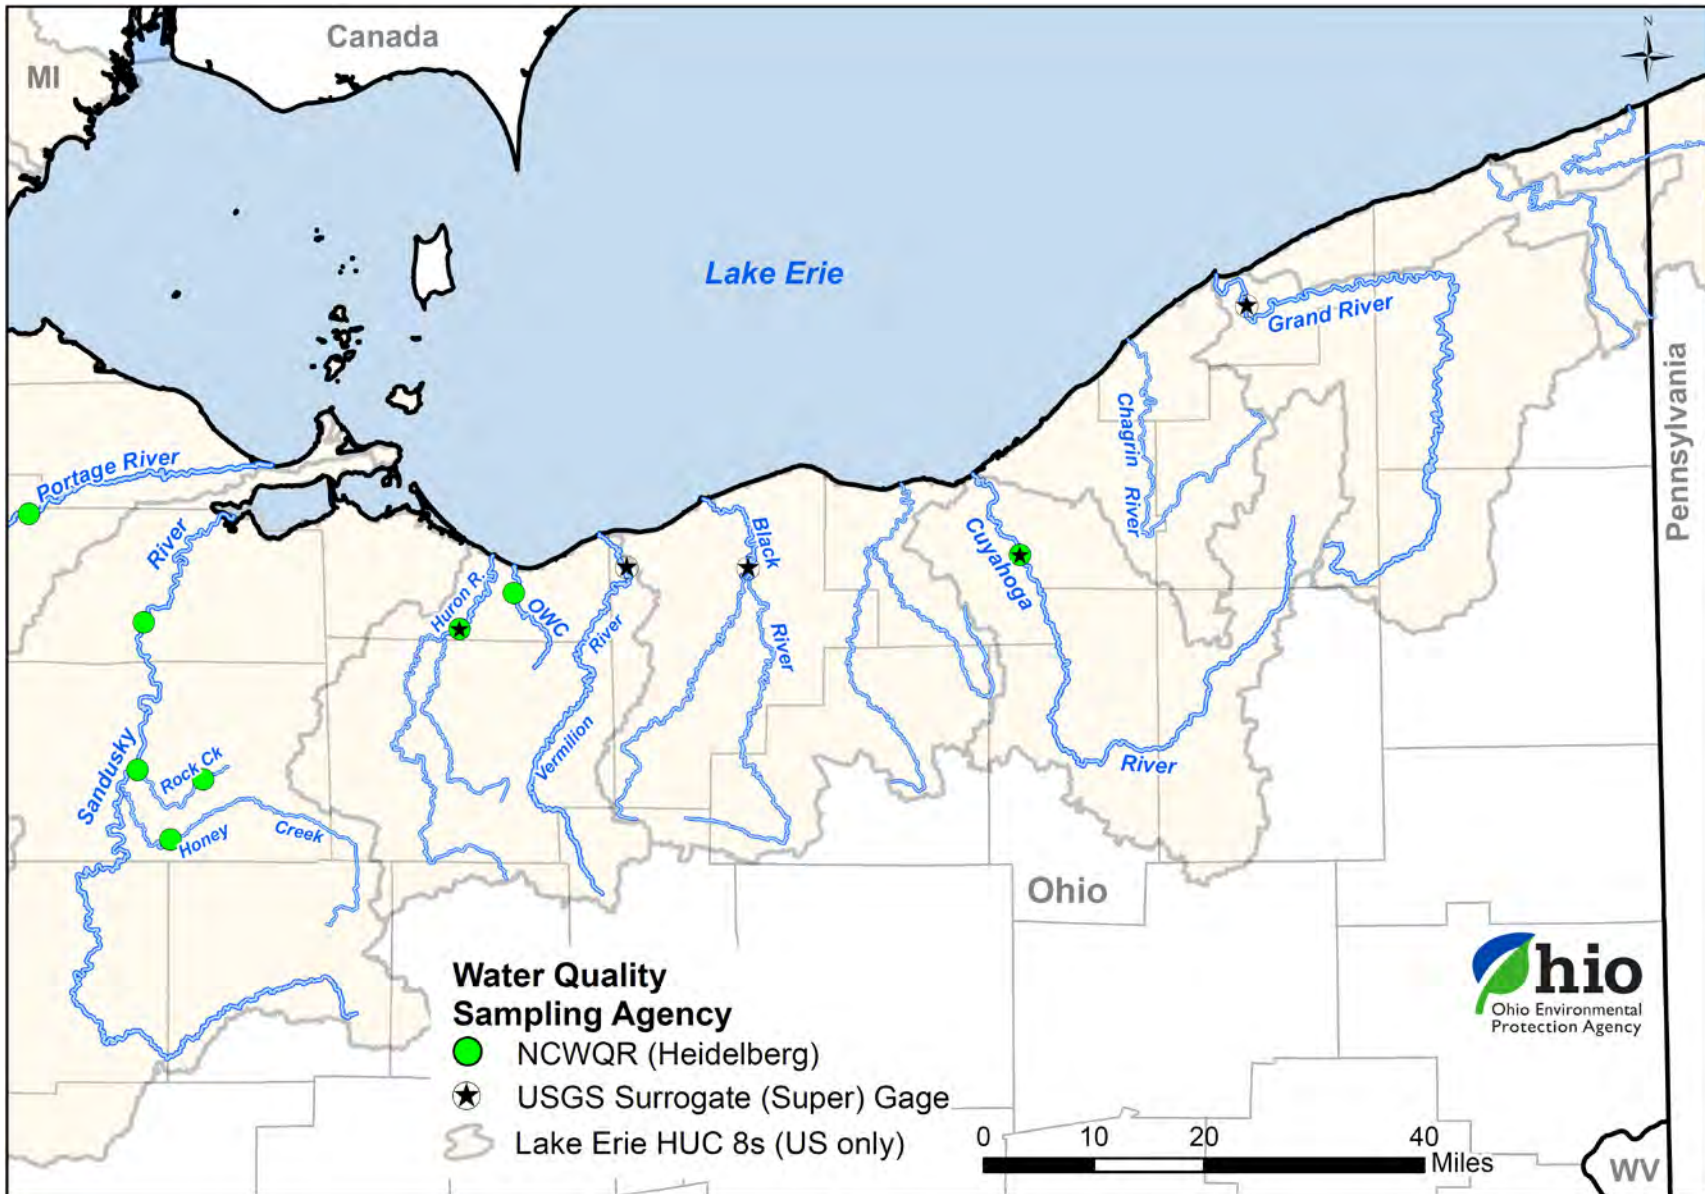 Canada
MI
N
Lake Erie
Grand River
Pennsylvania
Chagrin
River
Portage River
River
Black
Cuyahoga
Huron R.
OWC
River
River
Sandusky
Rock Ck
Vermilion
River
Honey
Creek
Ohio
Water Quality
Sampling Agency
NCWQR (Heidelberg)
USGS Surrogate (Super) Gage
Lake Erie HUC 8s (US only)
0 10 20 40
Miles
hio
Ohio Environmental
Protection Agency
WV